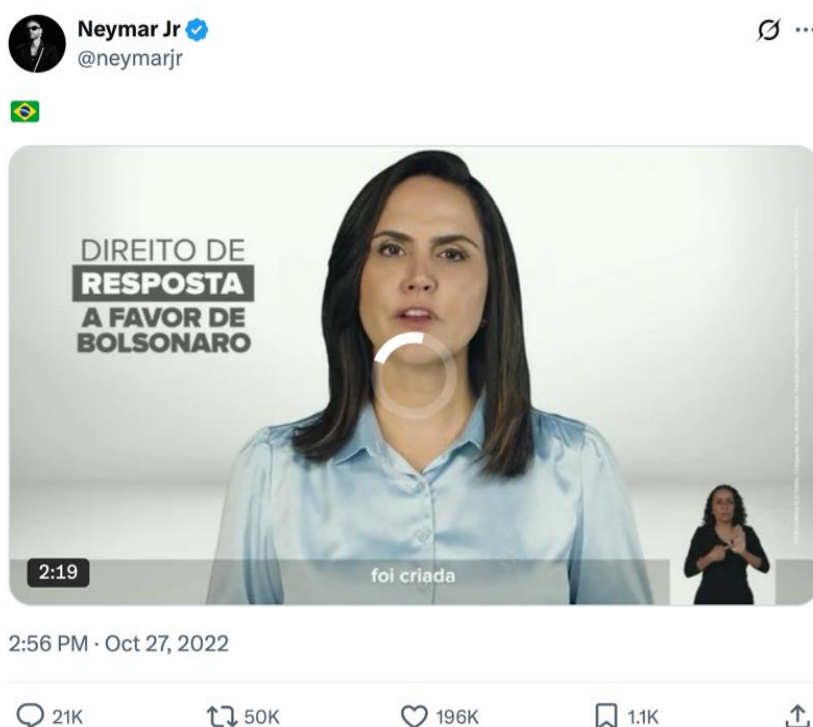 Neymar Jr
@neymarjr
DIREITO DE
RESPOSTA
A FAVOR DE
BOLSONARO
2:19
foi criada
2:56 PM · Oct 27, 2022
21K
50K
196K
1.1K